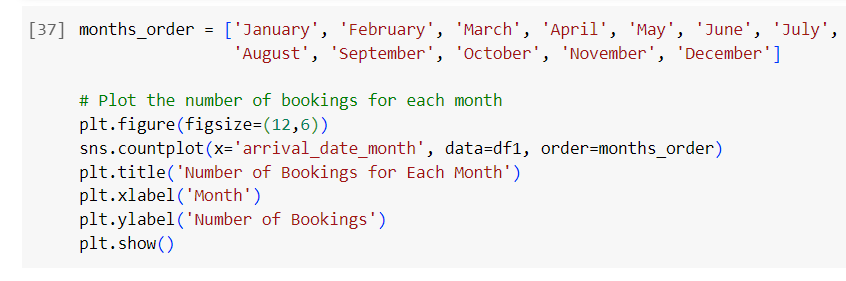 [37] months_order = ['January', 'February', 'March', 'April', 'May', 'June', 'July',
'August', 'September', 'October', 'November', 'December']
# Plot the number of bookings for each month
plt.figure(figsize=(12,6))
sns.countplot(x='arrival_date_month', data=df1, order=months_order)
plt.title('Number of Bookings for Each Month')
plt.xlabel('Month')
plt.ylabel('Number of Bookings')
plt.show()